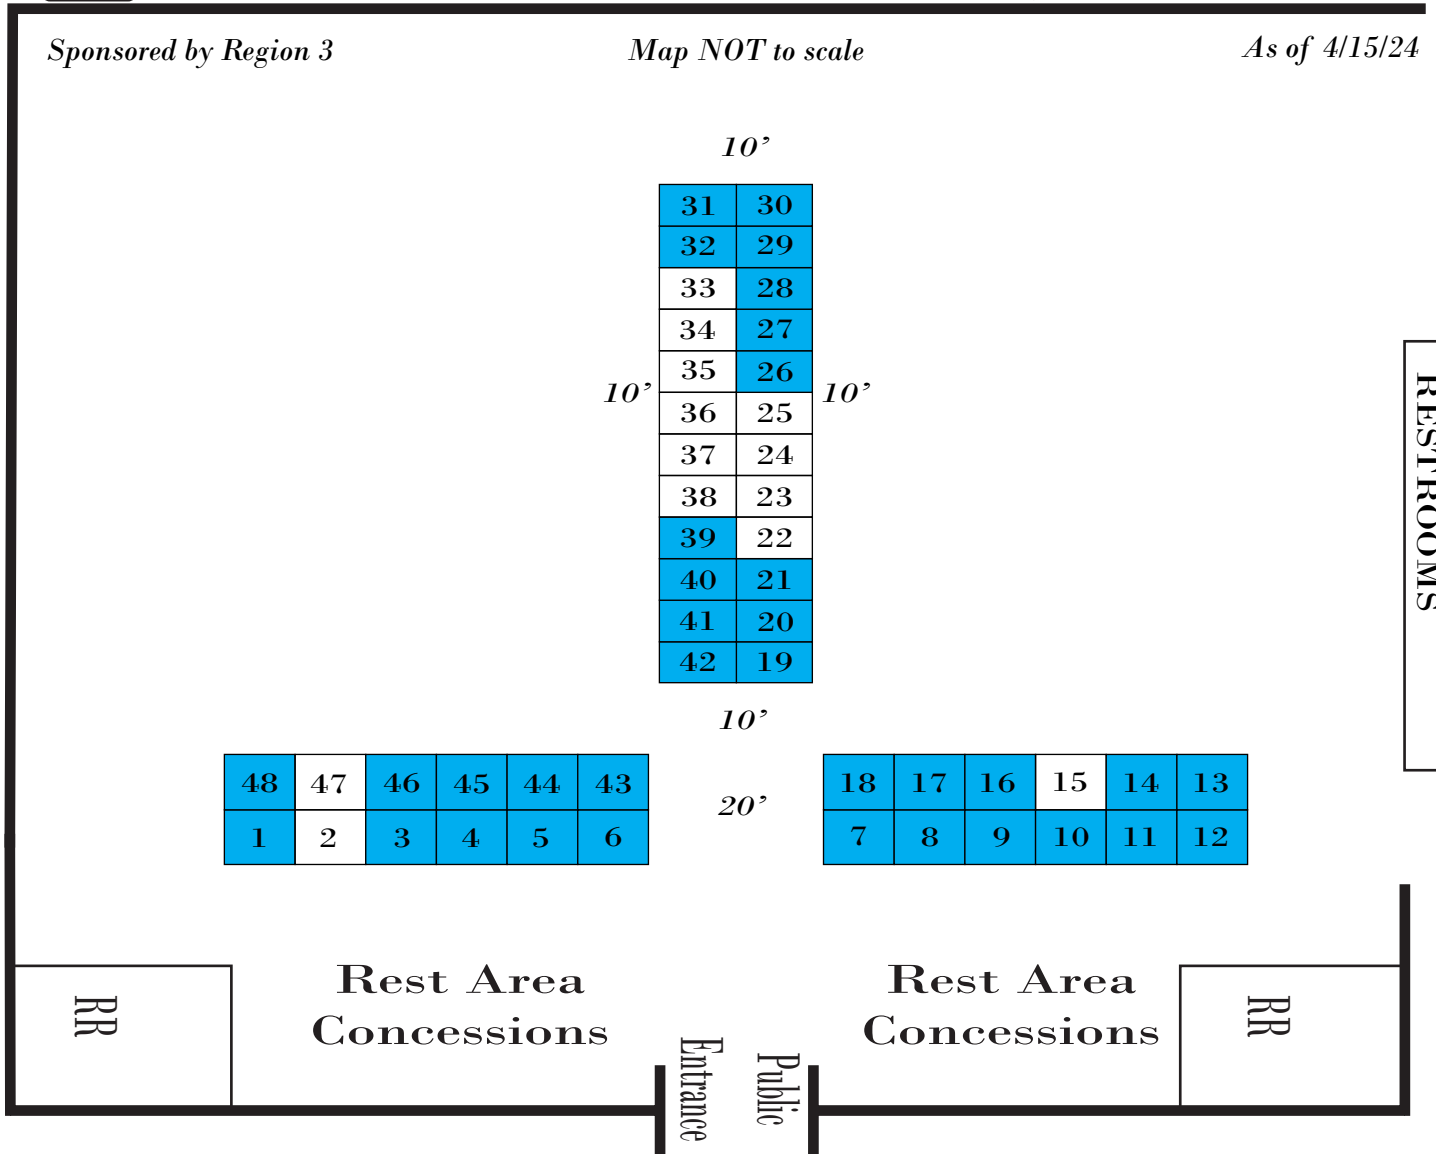 Sponsored by Region 3
Map NOT to scale
As of 4/15/24
10’
31 30
32 29
33 28
34 27
35 26
10’ 10’
36 25
37 24
38 23
39 22
40 21
41 20
42 19
RESTROOMS
10’
48 47 46 45 44 43
20’
18 17 16 15 14 13
1 2 3 4 5 6
7 8 9 10 11 12
Rest Area
Concessions
Rest Area
Concessions
RR
RR
Public
Entrance